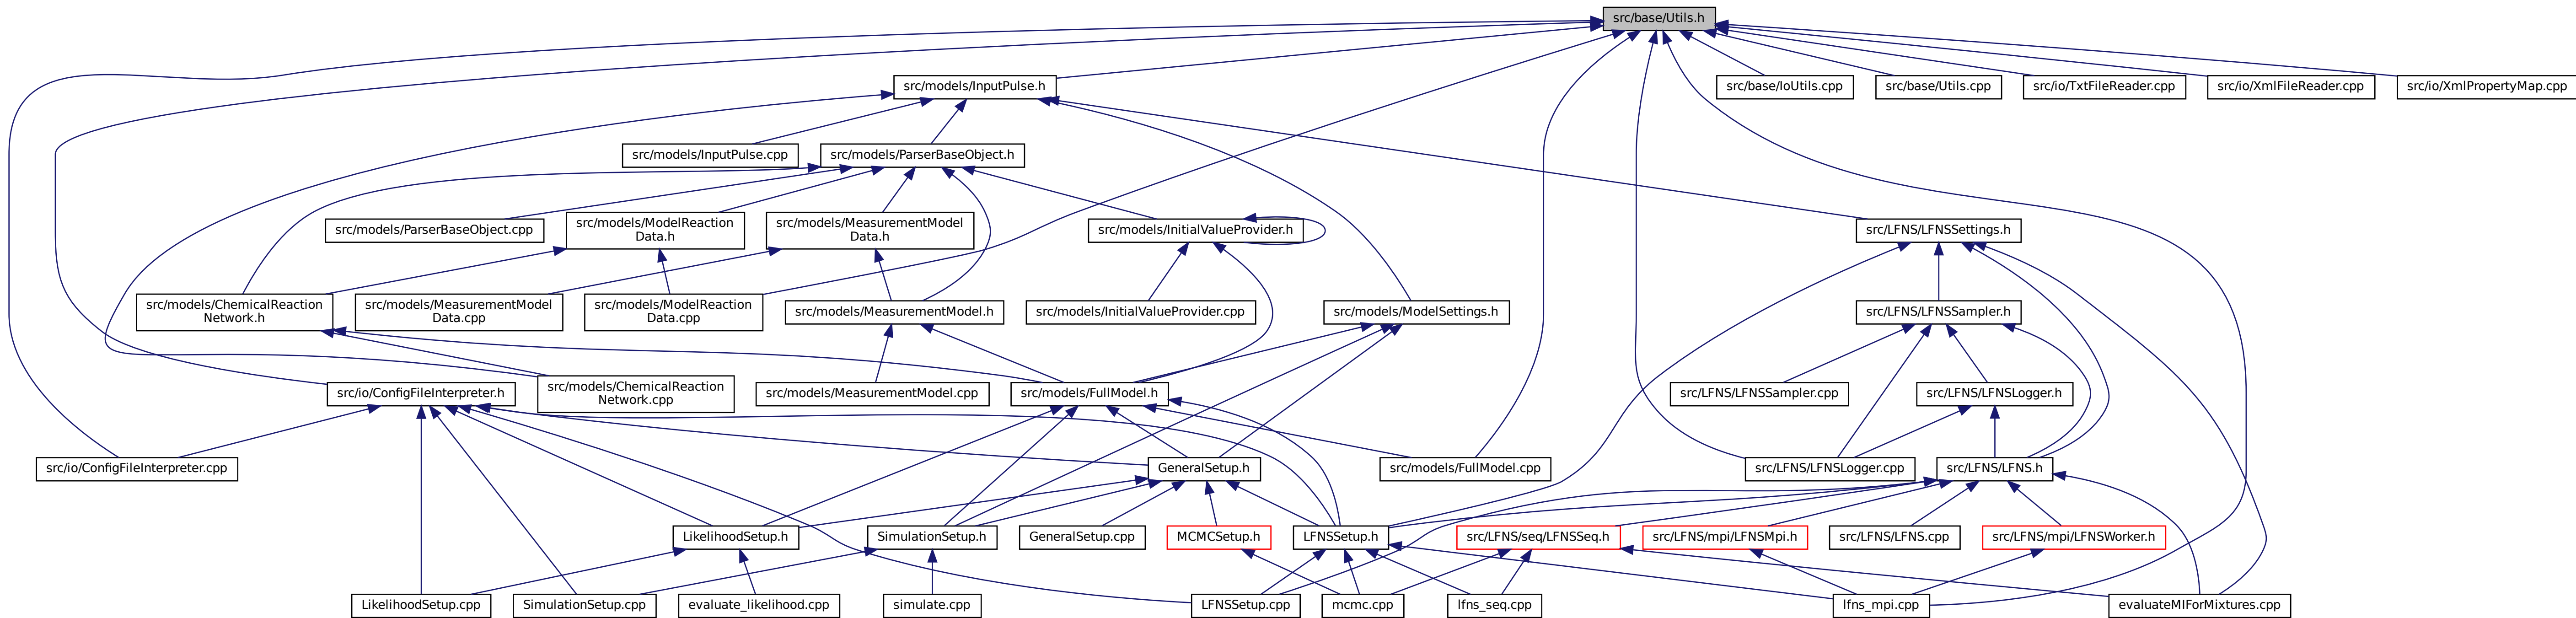 src/base/Utils.h
src/models/InputPulse.h
src/base/IoUtils.cpp
src/base/Utils.cpp
src/io/TxtFileReader.cpp
src/io/XmlFileReader.cpp
src/io/XmlPropertyMap.cpp
src/models/InputPulse.cpp
src/models/ParserBaseObject.h
src/models/ParserBaseObject.cpp
src/models/ModelReaction
Data.h
src/models/MeasurementModel
Data.h
src/models/InitialValueProvider.h
src/LFNS/LFNSSettings.h
src/models/ChemicalReaction
Network.h
src/models/MeasurementModel
Data.cpp
src/models/ModelReaction
Data.cpp
src/models/MeasurementModel.h
src/models/InitialValueProvider.cpp
src/models/ModelSettings.h
src/LFNS/LFNSSampler.h
src/io/ConfigFileInterpreter.h
src/models/ChemicalReaction
Network.cpp
src/models/MeasurementModel.cpp
src/models/FullModel.h
src/LFNS/LFNSSampler.cpp
src/LFNS/LFNSLogger.h
src/io/ConfigFileInterpreter.cpp
GeneralSetup.h
src/models/FullModel.cpp
src/LFNS/LFNSLogger.cpp
src/LFNS/LFNS.h
LikelihoodSetup.h
SimulationSetup.h
GeneralSetup.cpp
MCMCSetup.h
LFNSSetup.h
src/LFNS/seq/LFNSSeq.h
src/LFNS/mpi/LFNSMpi.h
src/LFNS/LFNS.cpp
src/LFNS/mpi/LFNSWorker.h
LikelihoodSetup.cpp
SimulationSetup.cpp
evaluate_likelihood.cpp
simulate.cpp
LFNSSetup.cpp
mcmc.cpp
lfns_seq.cpp
lfns_mpi.cpp
evaluateMIForMixtures.cpp